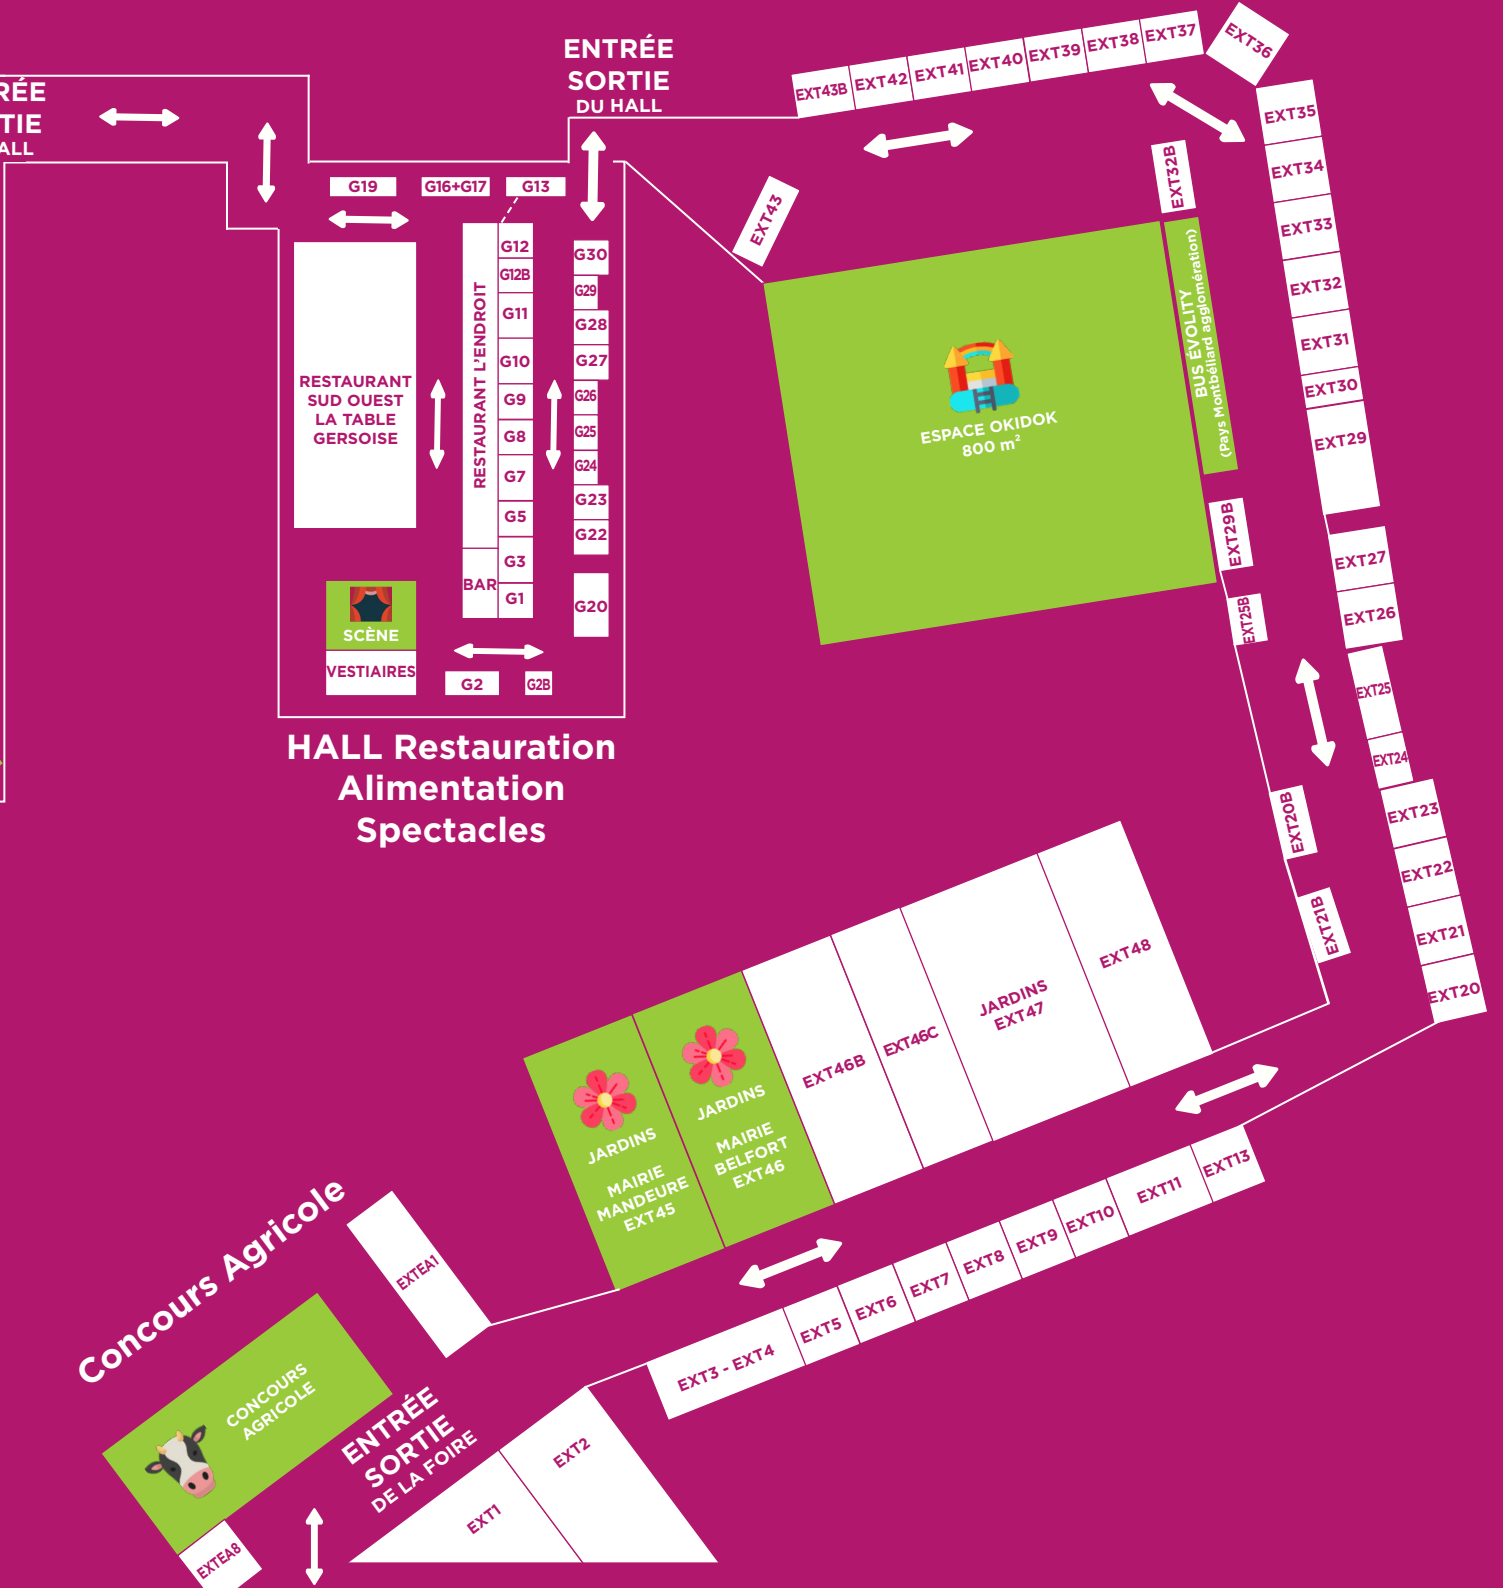 RÉE
TIE
ALL
ENTRÉE
SORTIE
DU HALL
G19
G16+G17
G13
RESTAURANT
SUD OUEST
LA TABLE
GERSOISE
RESTAURANT L'ENDROIT
BAR
G12
G12B
G11
G10
G9
G8
G7
G5
G3
G1
G30
G29
G28
G27
G26
G25
G24
G23
G22
G20
SCÈNE
VESTIAIRES
G2
G2B
HALL Restauration
Alimentation
Spectacles
EXT43
EXT43B
EXT42
EXT41
EXT40
EXT39
EXT38
EXT37
EXT36
EXT35
EXT34
EXT33
EXT32
EXT31
EXT30
EXT29
EXT27
EXT26
EXT25
EXT24
EXT23
EXT22
EXT21
EXT20
EXT32B
BUS ÉVOLITY
(Pays Montbéliard agglomération)
ESPACE OKIDOK
800 m²
EXT29B
EXT25B
EXT20B
EXT21B
JARDINS
MAIRIE
MANDEURE
EXT45
JARDINS
MAIRIE
BELFORT
EXT46
EXT46B
EXT46C
JARDINS
EXT47
EXT48
EXT13
EXT11
EXT10
EXT9
EXT8
EXT7
EXT6
EXT5
EXT3 - EXT4
EXT2
EXT1
Concours Agricole
EXTEA1
CONCOURS
AGRICOLE
ENTRÉE
SORTIE
DE LA FOIRE
EXTEA8